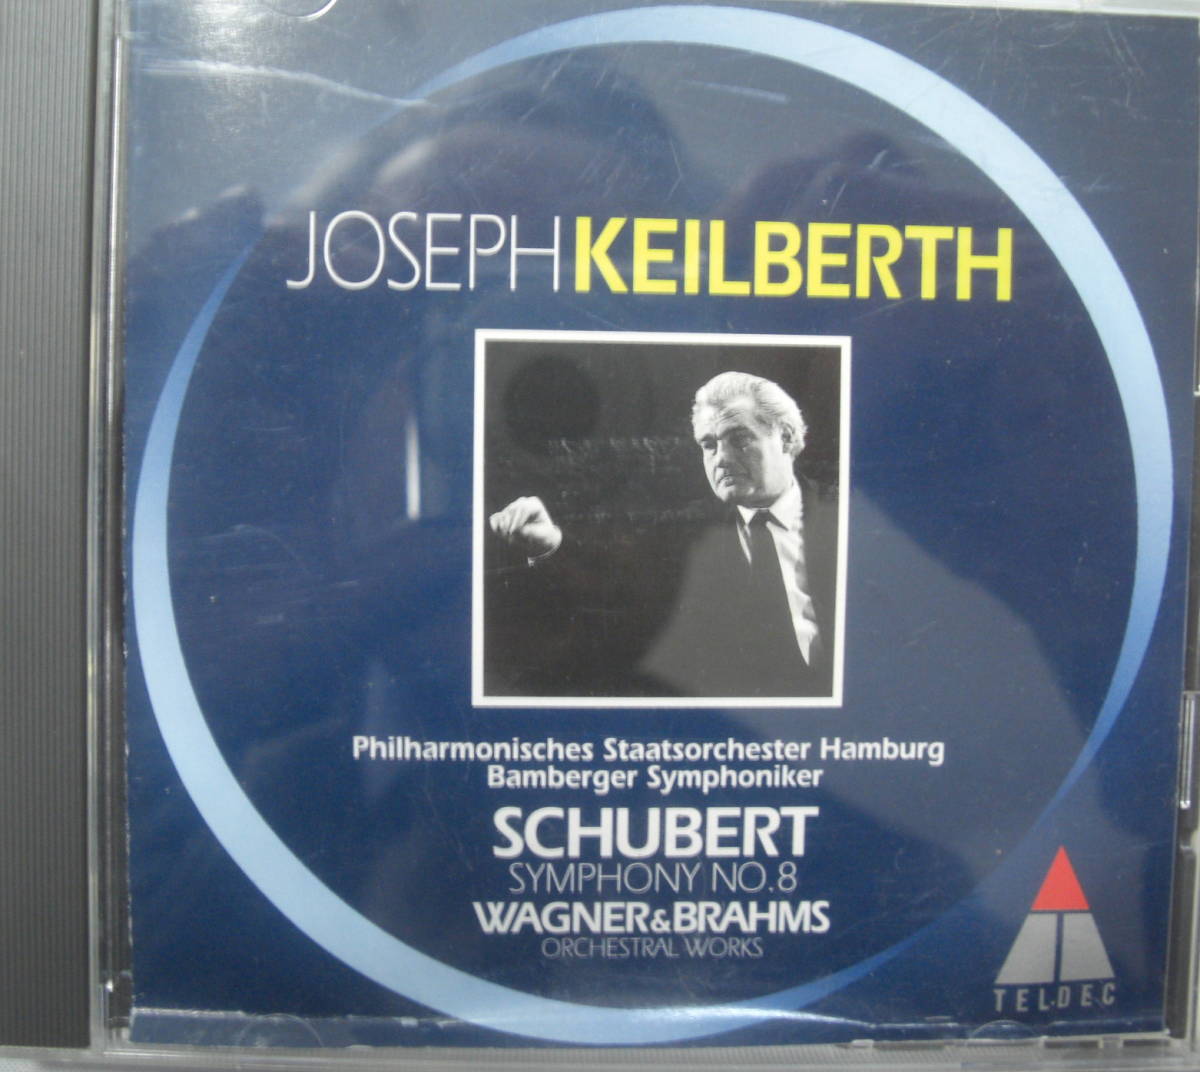 JOSEPH KEILBERTH
Philharmonisches Staatsorchester Hamburg
Bamberger Symphoniker
SCHUBERT
SYMPHONY NO.8
WAGNER&BRAHMS
ORCHESTRAL WORKS
TELDEC